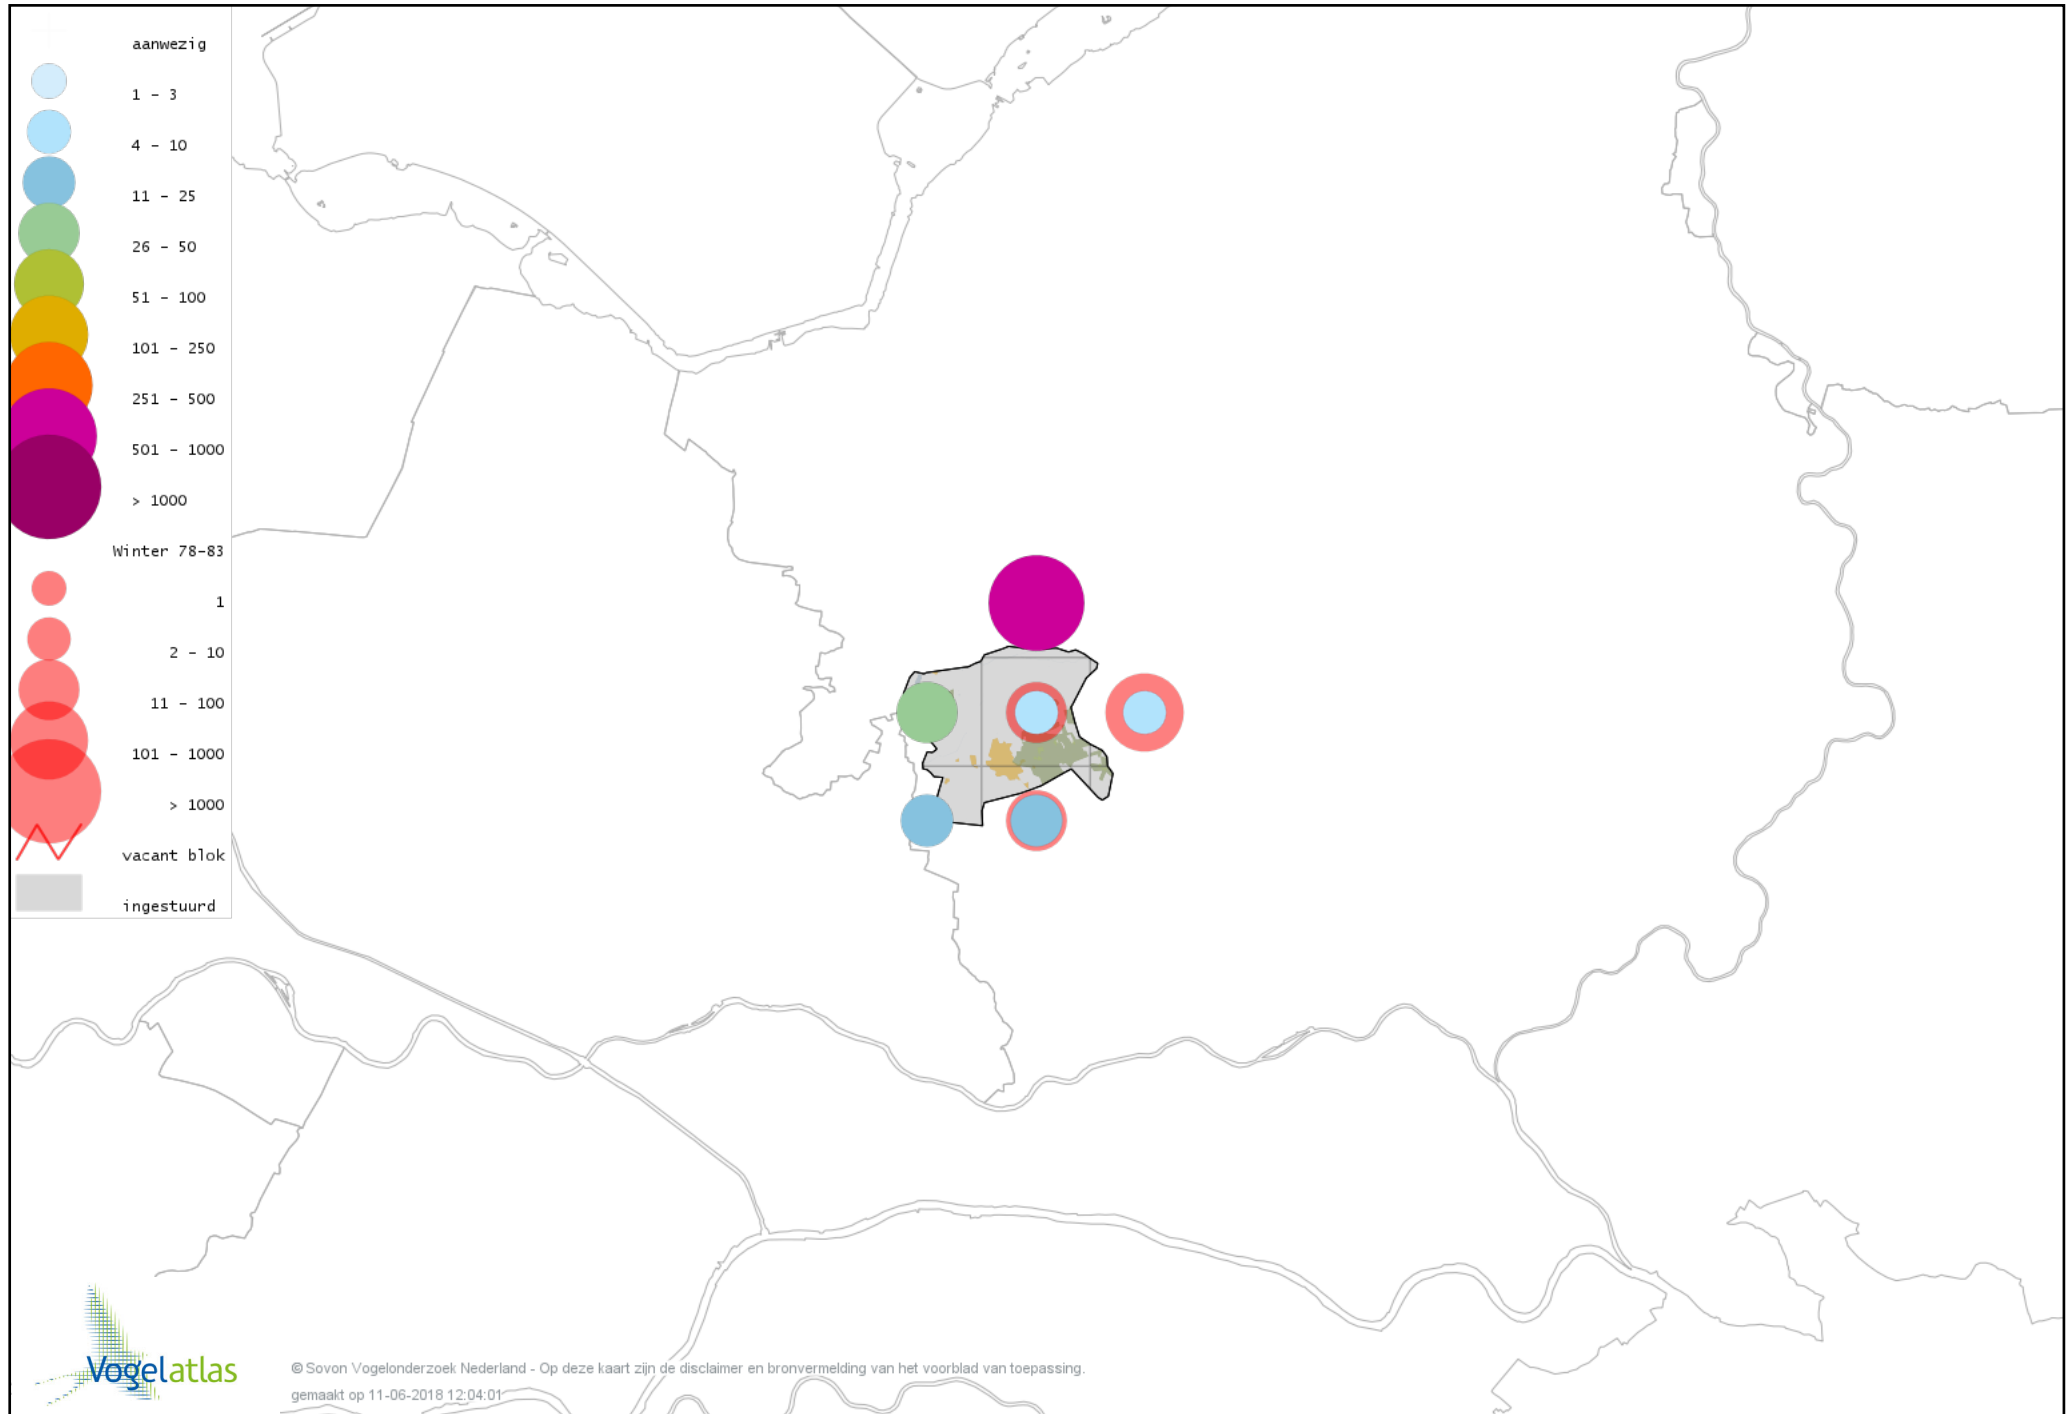 aanwezig
1 - 3
4 - 10
11 - 25
26 - 50
51 - 100
101 - 250
251 - 500
501 - 1000
> 1000
Winter 78-83
1
2 - 10
11 - 100
101 - 1000
> 1000
vacant blok
ingestuurd
Vogelatlas
© Sovon Vogelonderzoek Nederland - Op deze kaart zijn de disclaimer en bronvermelding van het voorblad van toepassing.
gemaakt op 11-06-2018 12:04:01